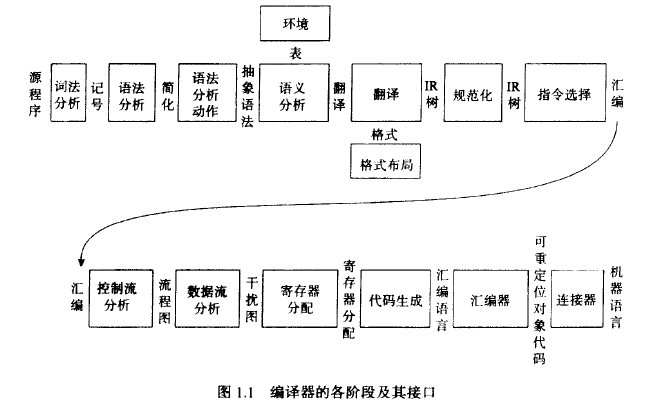 环境
表
源程序
词法
分析
记号
语法
分析
简化
语法
分析
动作
抽象语法
语义
分析
翻译
翻译
IR
树
规范化
IR
树
指令选择
汇编
格式
格式布局
汇编
控制流
分析
流程图
数据流
分析
干扰图
寄存器
分配
寄存器分配
代码生成
汇编语言
汇编器
可重定位对象代码
连接器
机器语言
图 1.1 编译器的各阶段及其接口